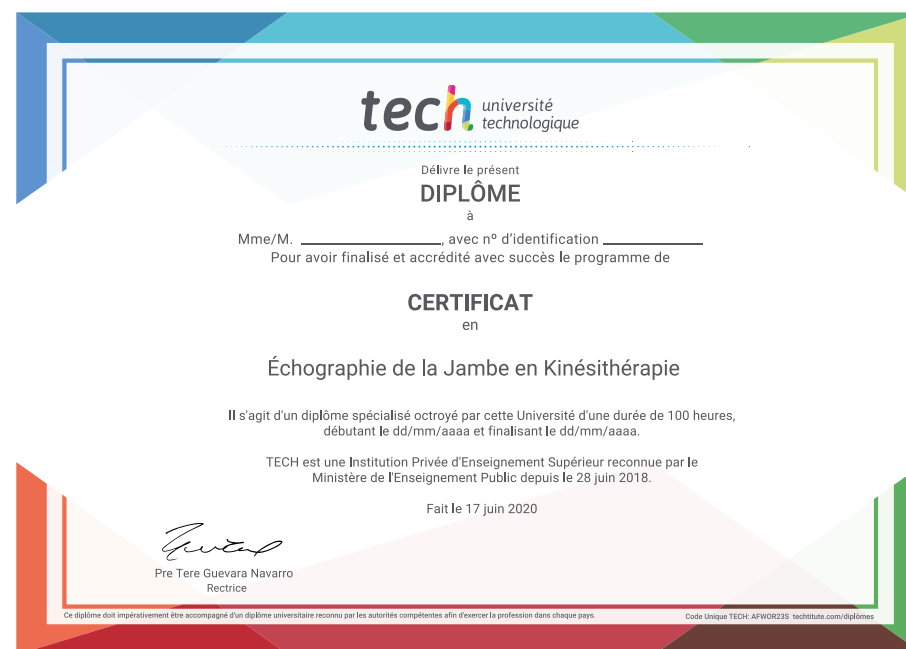 tech université
technologique
Délivre le présent
DIPLÔME
à
Mme/M. ____________________, avec nº d'identification ______________
Pour avoir finalisé et accrédité avec succès le programme de
CERTIFICAT
en
Échographie de la Jambe en Kinésithérapie
Il s'agit d'un diplôme spécialisé octroyé par cette Université d'une durée de 100 heures,
débutant le dd/mm/aaaa et finalisant le dd/mm/aaaa.
TECH est une Institution Privée d'Enseignement Supérieur reconnue par le
Ministère de l'Enseignement Public depuis le 28 juin 2018.
Fait le 17 juin 2020
Pre Tere Guevara Navarro
Rectrice
Ce diplôme doit impérativement être accompagné d'un diplôme universitaire reconnu par les autorités compétentes afin d'exercer la profession dans chaque pays.
Code Unique TECH: AFWOR23S techtitute.com/diplômes